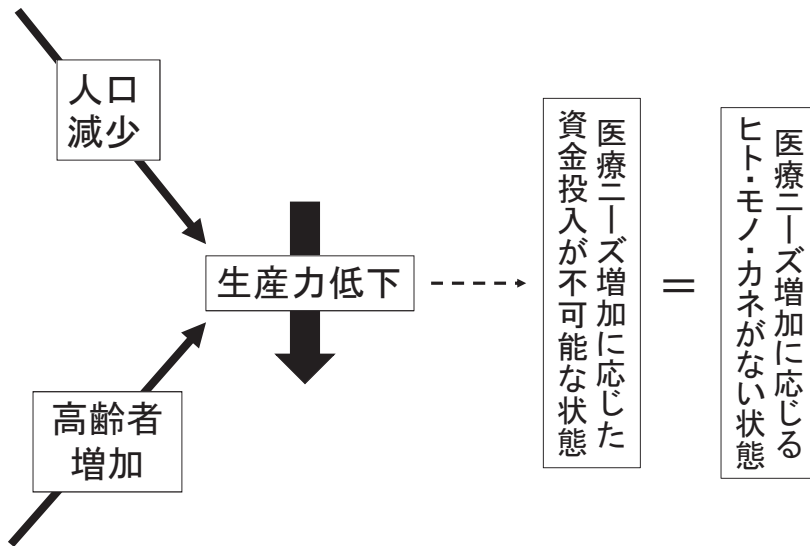 人口
減少
生産力低下
高齢者
増加
医療ニーズ増加に応じた
資金投入が不可能な状態
＝
医療ニーズ増加に応じる
ヒト・モノ・カネがない状態